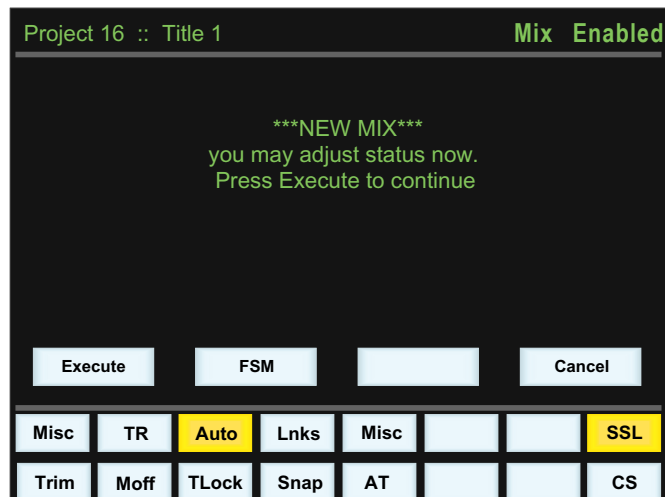 Project 16 :: Title 1 Mix Enabled
***NEW MIX***
you may adjust status now.
Press Execute to continue
Execute FSM Cancel
Misc TR Auto Lnks Misc SSL
Trim Moff TLock Snap AT CS